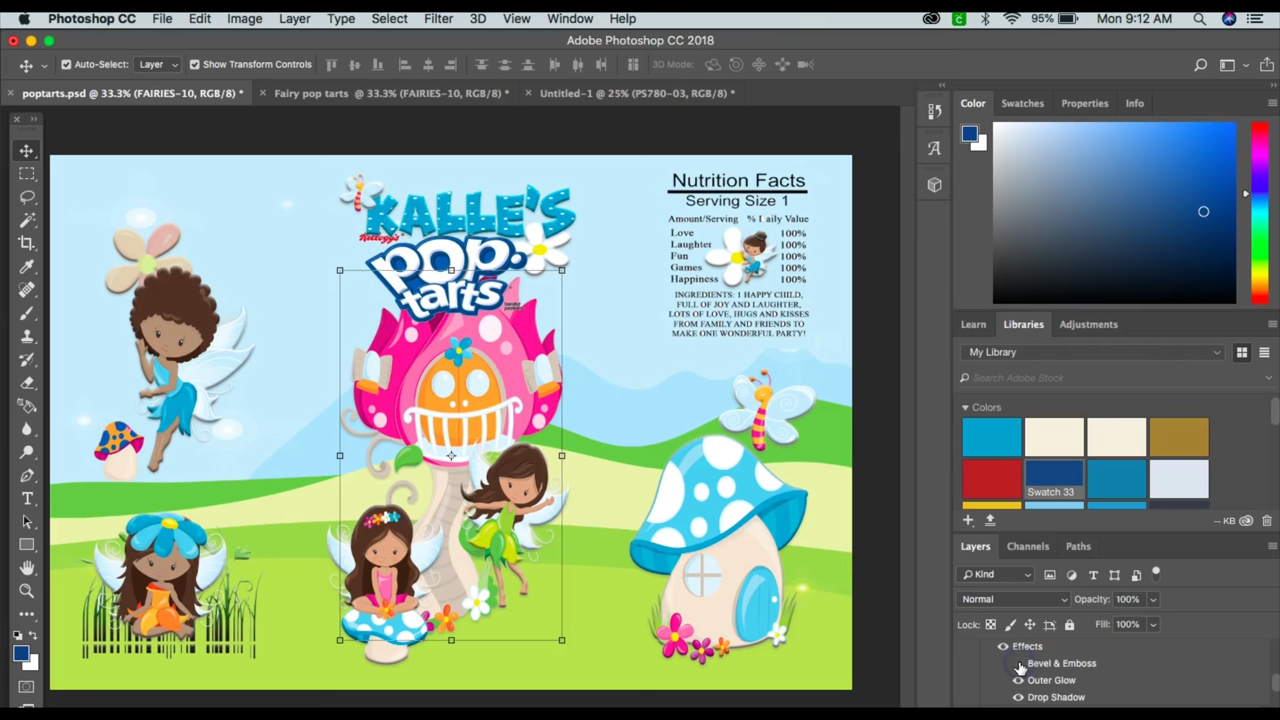 Photoshop CC File Edit Image Layer Type Select Filter 3D View Window Help 95% Mon 9:12 AM
Adobe Photoshop CC 2018
Auto-Select: Layer Show Transform Controls 3D Mode:
poptarts.psd @ 33.3% (FAIRIES-10, RGB/8) * Fairy pop tarts @ 33.3% (FAIRIES-10, RGB/8) * Untitled-1 @ 25% (PS780-03, RGB/8) *
Color Swatches Properties Info
KALLE'S
Kellogg's
pop.
tarts
Nutrition Facts
Serving Size 1
Amount/Serving % Daily Value
Love 100%
Laughter 100%
Fun 100%
Games 100%
Happiness 100%
INGREDIENTS: 1 HAPPY CHILD,
FULL OF JOY AND LAUGHTER,
LOTS OF LOVE, HUGS AND KISSES
FROM FAMILY AND FRIENDS TO
MAKE ONE WONDERFUL PARTY!
Learn Libraries Adjustments
My Library
Search Adobe Stock
Colors
Swatch 33
-- KB
Layers Channels Paths
Kind
Normal Opacity: 100%
Lock: Fill: 100%
Effects
Bevel & Emboss
Outer Glow
Drop Shadow